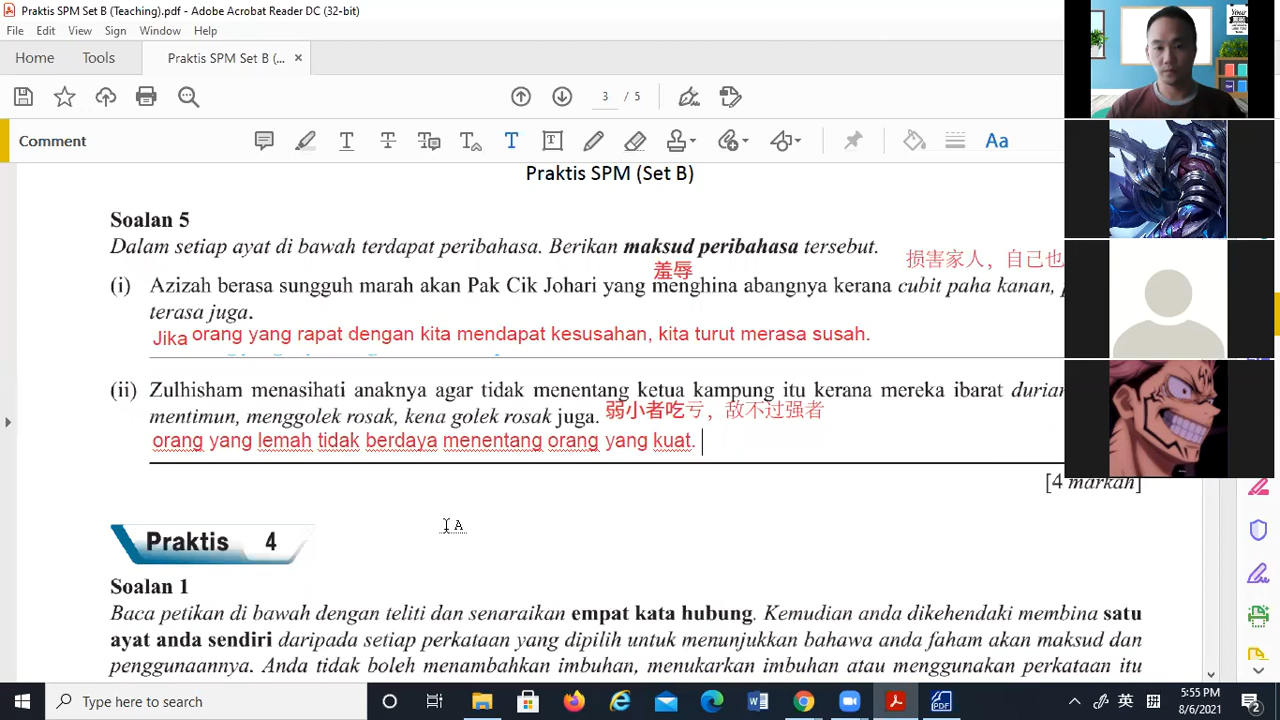 Praktis SPM Set B (Teaching).pdf - Adobe Acrobat Reader DC (32-bit)
File Edit View Sign Window Help
Home Tools Praktis SPM Set B (... ×
3 / 5
Comment
Praktis SPM (Set B)
Soalan 5
Dalam setiap ayat di bawah terdapat peribahasa. Berikan maksud peribahasa tersebut.
损害家人，自己也
羞辱
(i) Azizah berasa sungguh marah akan Pak Cik Johari yang menghina abangnya kerana cubit paha kanan,
terasa juga.
Jika orang yang rapat dengan kita mendapat kesusahan, kita turut merasa susah.
(ii) Zulhisham menasihati anaknya agar tidak menentang ketua kampung itu kerana mereka ibarat durian
mentimun, menggolek rosak, kena golek rosak juga. 弱小者吃亏，故不过强者
orang yang lemah tidak berdaya menentang orang yang kuat.
[4 markah]
Praktis 4
Soalan 1
Baca petikan di bawah dengan teliti dan senaraikan empat kata hubung. Kemudian anda dikehendaki membina satu
ayat anda sendiri daripada setiap perkataan yang dipilih untuk menunjukkan bahawa anda faham akan maksud dan
penggunaannya. Anda tidak boleh menambahkan imbuhan, menukarkan imbuhan atau menggunakan perkataan itu
Type here to search
英
拼
5:55 PM
8/6/2021
2